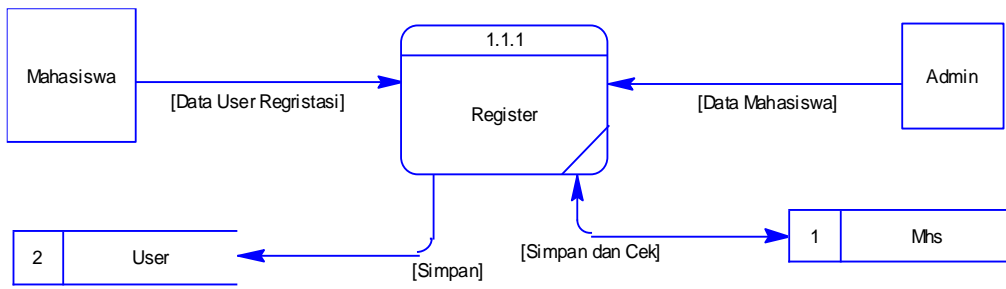 1.1.1
Mahasiswa
Admin
[Data User Regristasi]
[Data Mahasiswa]
Register
2
User
[Simpan]
[Simpan dan Cek]
1
Mhs